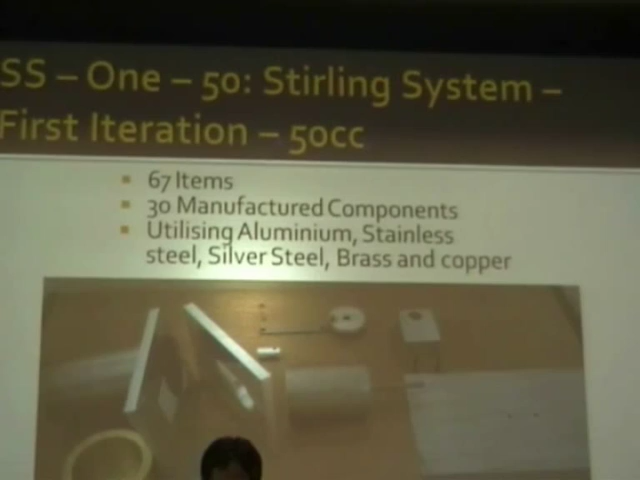 SS – One – 50: Stirling System –
First Iteration – 50cc
67 Items
30 Manufactured Components
Utilising Aluminium, Stainless
steel, Silver Steel, Brass and copper